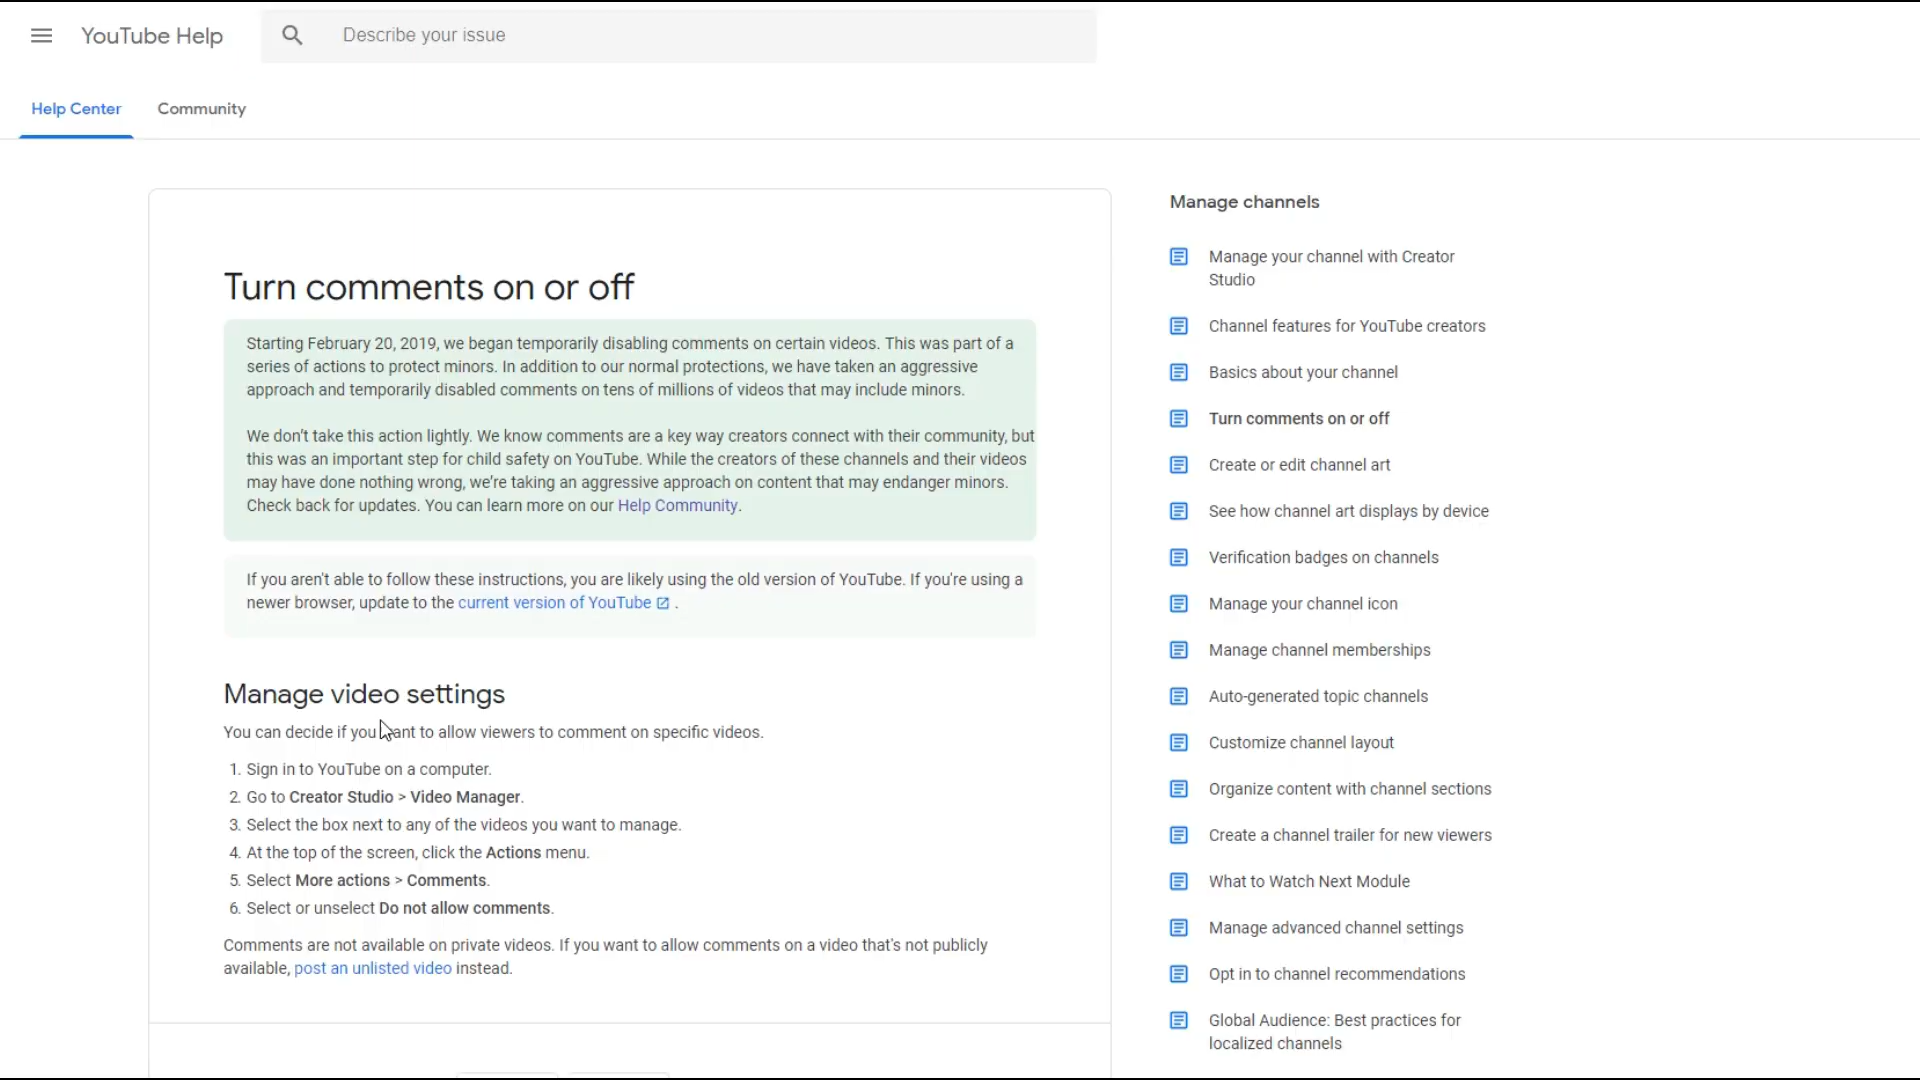 YouTube Help
Describe your issue
Help Center
Community
Turn comments on or off
Starting February 20, 2019, we began temporarily disabling comments on certain videos. This was part of a
series of actions to protect minors. In addition to our normal protections, we have taken an aggressive
approach and temporarily disabled comments on tens of millions of videos that may include minors.
We don't take this action lightly. We know comments are a key way creators connect with their community, but
this was an important step for child safety on YouTube. While the creators of these channels and their videos
may have done nothing wrong, we're taking an aggressive approach on content that may endanger minors.
Check back for updates. You can learn more on our Help Community.
If you aren't able to follow these instructions, you are likely using the old version of YouTube. If you're using a
newer browser, update to the current version of YouTube .
Manage video settings
You can decide if you want to allow viewers to comment on specific videos.
1. Sign in to YouTube on a computer.
2. Go to Creator Studio > Video Manager.
3. Select the box next to any of the videos you want to manage.
4. At the top of the screen, click the Actions menu.
5. Select More actions > Comments.
6. Select or unselect Do not allow comments.
Comments are not available on private videos. If you want to allow comments on a video that's not publicly
available, post an unlisted video instead.
Manage channels
Manage your channel with Creator
Studio
Channel features for YouTube creators
Basics about your channel
Turn comments on or off
Create or edit channel art
See how channel art displays by device
Verification badges on channels
Manage your channel icon
Manage channel memberships
Auto-generated topic channels
Customize channel layout
Organize content with channel sections
Create a channel trailer for new viewers
What to Watch Next Module
Manage advanced channel settings
Opt in to channel recommendations
Global Audience: Best practices for
localized channels